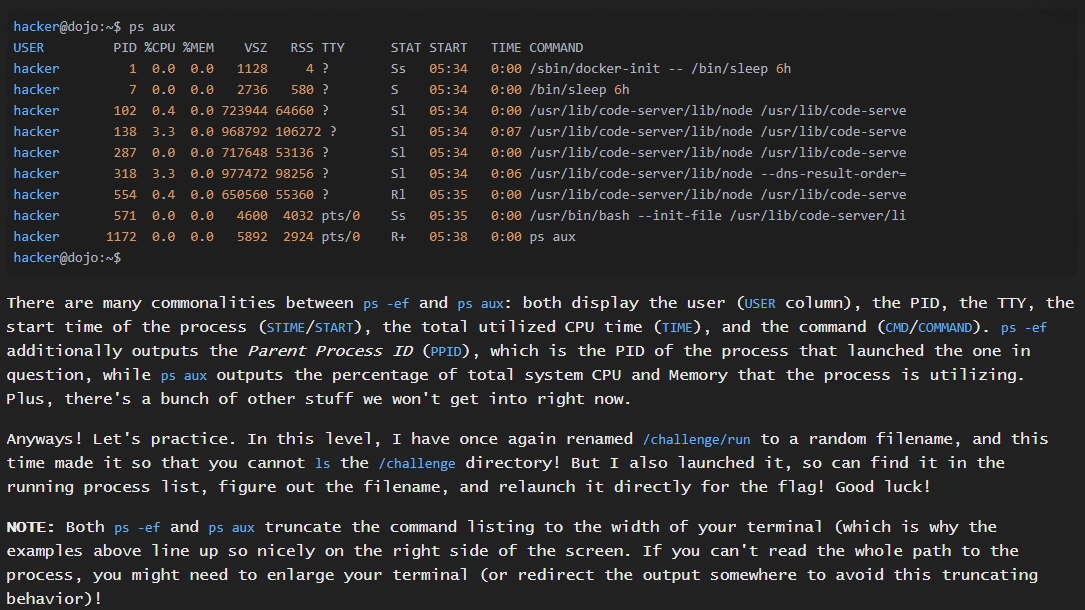 hacker@dojo:~$ ps aux
USER         PID %CPU %MEM    VSZ   RSS TTY      STAT START   TIME COMMAND
hacker         1  0.0  0.0   1128     4 ?        Ss   05:34   0:00 /sbin/docker-init -- /bin/sleep 6h
hacker         7  0.0  0.0   2736   580 ?        S    05:34   0:00 /bin/sleep 6h
hacker       102  0.4  0.0 723944 64660 ?        Sl   05:34   0:00 /usr/lib/code-server/lib/node /usr/lib/code-serve
hacker       138  3.3  0.0 968792 106272 ?       Sl   05:34   0:07 /usr/lib/code-server/lib/node /usr/lib/code-serve
hacker       287  0.0  0.0 717648 53136 ?        Sl   05:34   0:00 /usr/lib/code-server/lib/node /usr/lib/code-serve
hacker       318  3.3  0.0 977472 98256 ?        Sl   05:34   0:06 /usr/lib/code-server/lib/node --dns-result-order=
hacker       554  0.4  0.0 650560 55360 ?        Rl   05:35   0:00 /usr/lib/code-server/lib/node /usr/lib/code-serve
hacker       571  0.0  0.0   4600  4032 pts/0    Ss   05:35   0:00 /usr/bin/bash --init-file /usr/lib/code-server/li
hacker      1172  0.0  0.0   5892  2924 pts/0    R+   05:38   0:00 ps aux
hacker@dojo:~$
There are many commonalities between ps -ef and ps aux: both display the user (USER column), the PID, the TTY, the
start time of the process (STIME/START), the total utilized CPU time (TIME), and the command (CMD/COMMAND). ps -ef
additionally outputs the Parent Process ID (PPID), which is the PID of the process that launched the one in
question, while ps aux outputs the percentage of total system CPU and Memory that the process is utilizing.
Plus, there's a bunch of other stuff we won't get into right now.
Anyways! Let's practice. In this level, I have once again renamed /challenge/run to a random filename, and this
time made it so that you cannot ls the /challenge directory! But I also launched it, so can find it in the
running process list, figure out the filename, and relaunch it directly for the flag! Good luck!
NOTE: Both ps -ef and ps aux truncate the command listing to the width of your terminal (which is why the
examples above line up so nicely on the right side of the screen. If you can't read the whole path to the
process, you might need to enlarge your terminal (or redirect the output somewhere to avoid this truncating
behavior)!